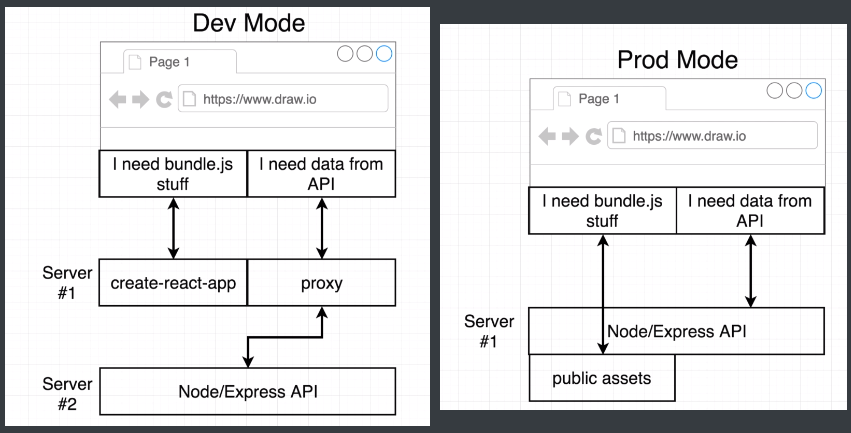 Dev Mode
Page 1
https://www.draw.io
I need bundle.js
stuff
I need data from
API
Server
#1
create-react-app
proxy
Server
#2
Node/Express API
Prod Mode
Page 1
https://www.draw.io
I need bundle.js
stuff
I need data from
API
Server
#1
Node/Express API
public assets